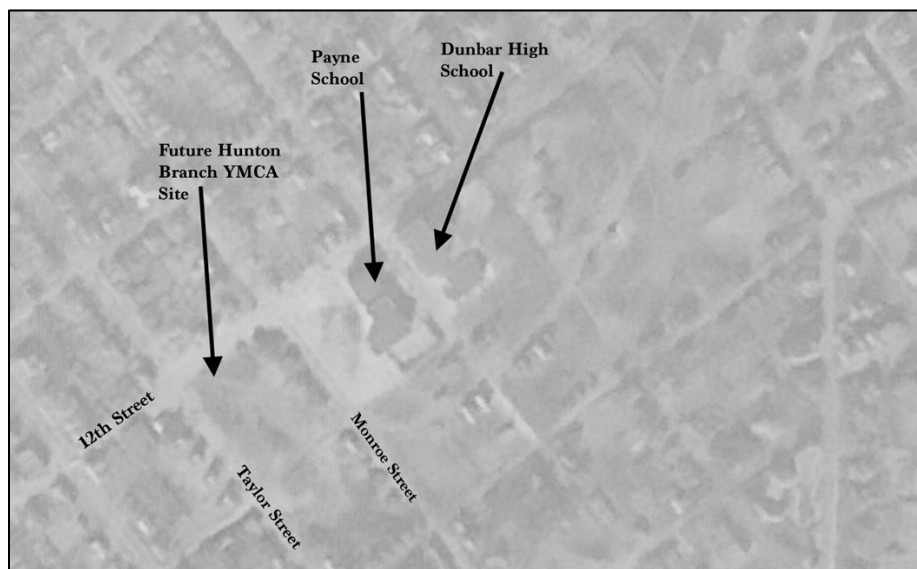 Payne
School
Dunbar High
School
Future Hunton
Branch YMCA
Site
12th Street
Taylor Street
Monroe Street